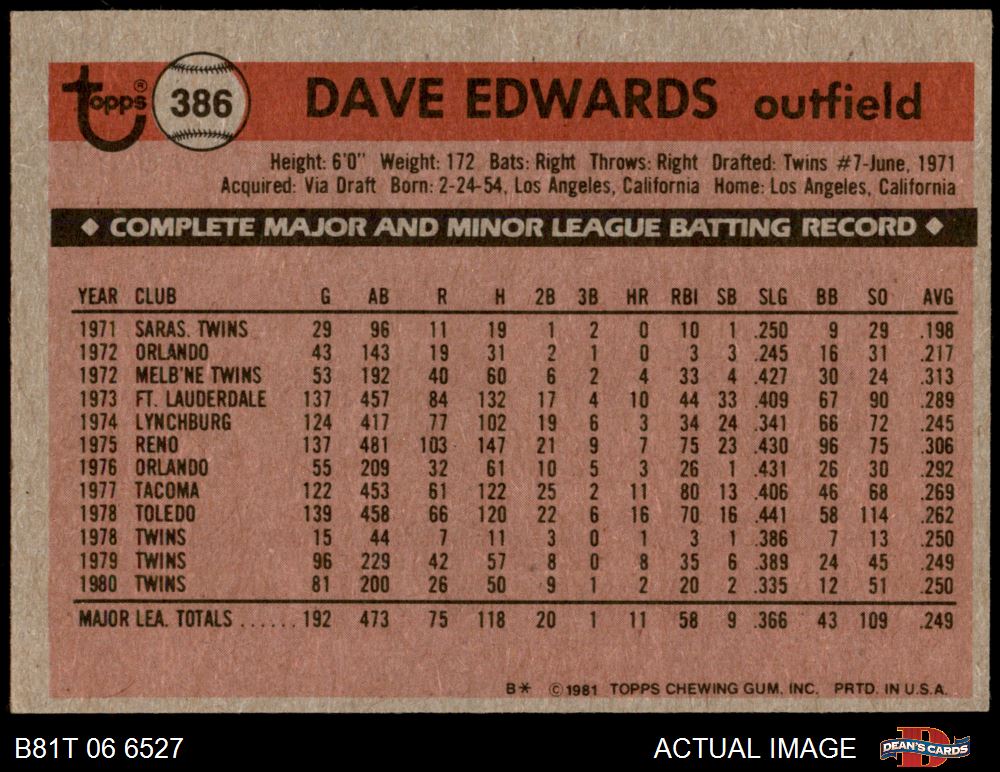 Topps® 386 DAVE EDWARDS outfield
Height: 6'0" Weight: 172 Bats: Right Throws: Right Drafted: Twins #7-June, 1971
Acquired: Via Draft Born: 2-24-54, Los Angeles, California Home: Los Angeles, California
◆ COMPLETE MAJOR AND MINOR LEAGUE BATTING RECORD ◆
YEAR CLUB G AB R H 2B 3B HR RBI SB SLG BB SO AVG
1971 SARAS. TWINS 29 96 11 19 1 2 0 10 1 .250 9 29 .198
1972 ORLANDO 43 143 19 31 2 1 0 3 3 .245 16 31 .217
1972 MELB'NE TWINS 53 192 40 60 6 2 4 33 4 .427 30 24 .313
1973 FT. LAUDERDALE 137 457 84 132 17 4 10 44 33 .409 67 90 .289
1974 LYNCHBURG 124 417 77 102 19 6 3 34 24 .341 66 72 .245
1975 RENO 137 481 103 147 21 9 7 75 23 .430 96 75 .306
1976 ORLANDO 55 209 32 61 10 5 3 26 1 .431 26 30 .292
1977 TACOMA 122 453 61 122 25 2 11 80 13 .406 46 68 .269
1978 TOLEDO 139 458 66 120 22 6 16 70 16 .441 58 114 .262
1978 TWINS 15 44 7 11 3 0 1 3 1 .386 7 13 .250
1979 TWINS 96 229 42 57 8 0 8 35 6 .389 24 45 .249
1980 TWINS 81 200 26 50 9 1 2 20 2 .335 12 51 .250
MAJOR LEA. TOTALS ...... 192 473 75 118 20 1 11 58 9 .366 43 109 .249
B* ©1981 TOPPS CHEWING GUM, INC. PRTD. IN U.S.A.
B81T 06 6527 ACTUAL IMAGE DEAN'S CARDS